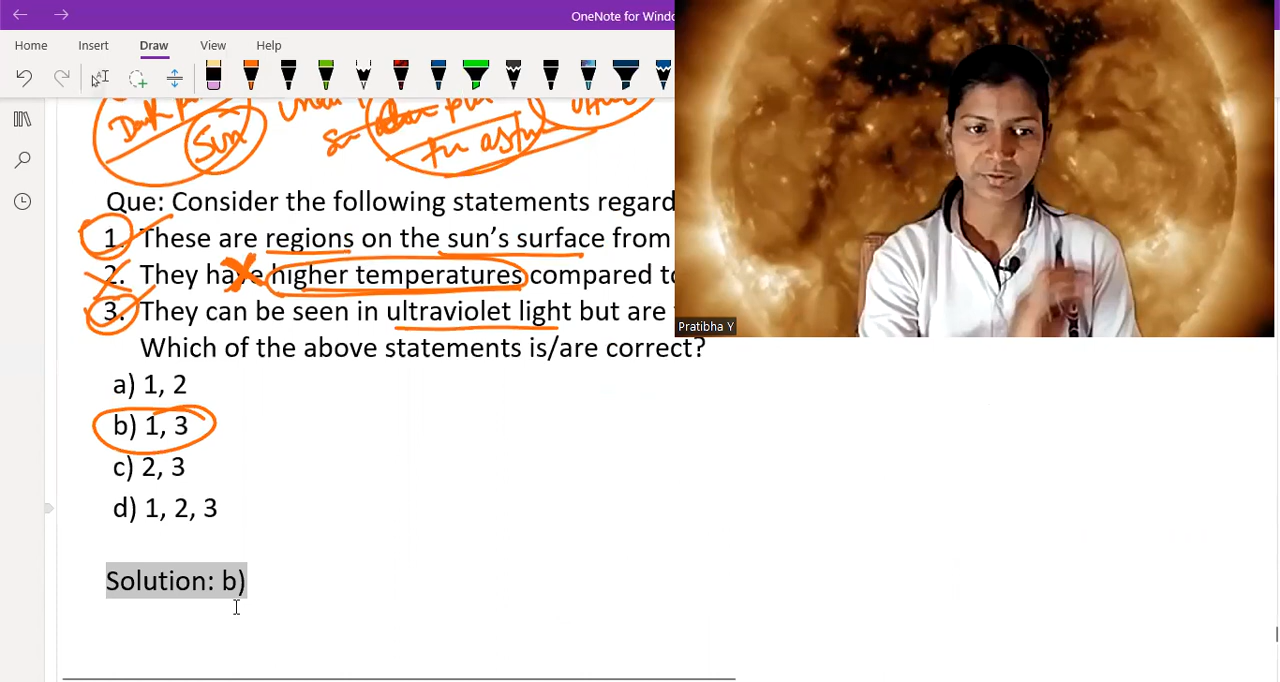 OneNote for Windo
Home Insert Draw View Help
Dark
Sun
Que: Consider the following statements regard
1. These are regions on the sun's surface from
2. They have higher temperatures compared to
3. They can be seen in ultraviolet light but are
Which of the above statements is/are correct?
a) 1, 2
b) 1, 3
c) 2, 3
d) 1, 2, 3
Solution: b)
Pratibha Y